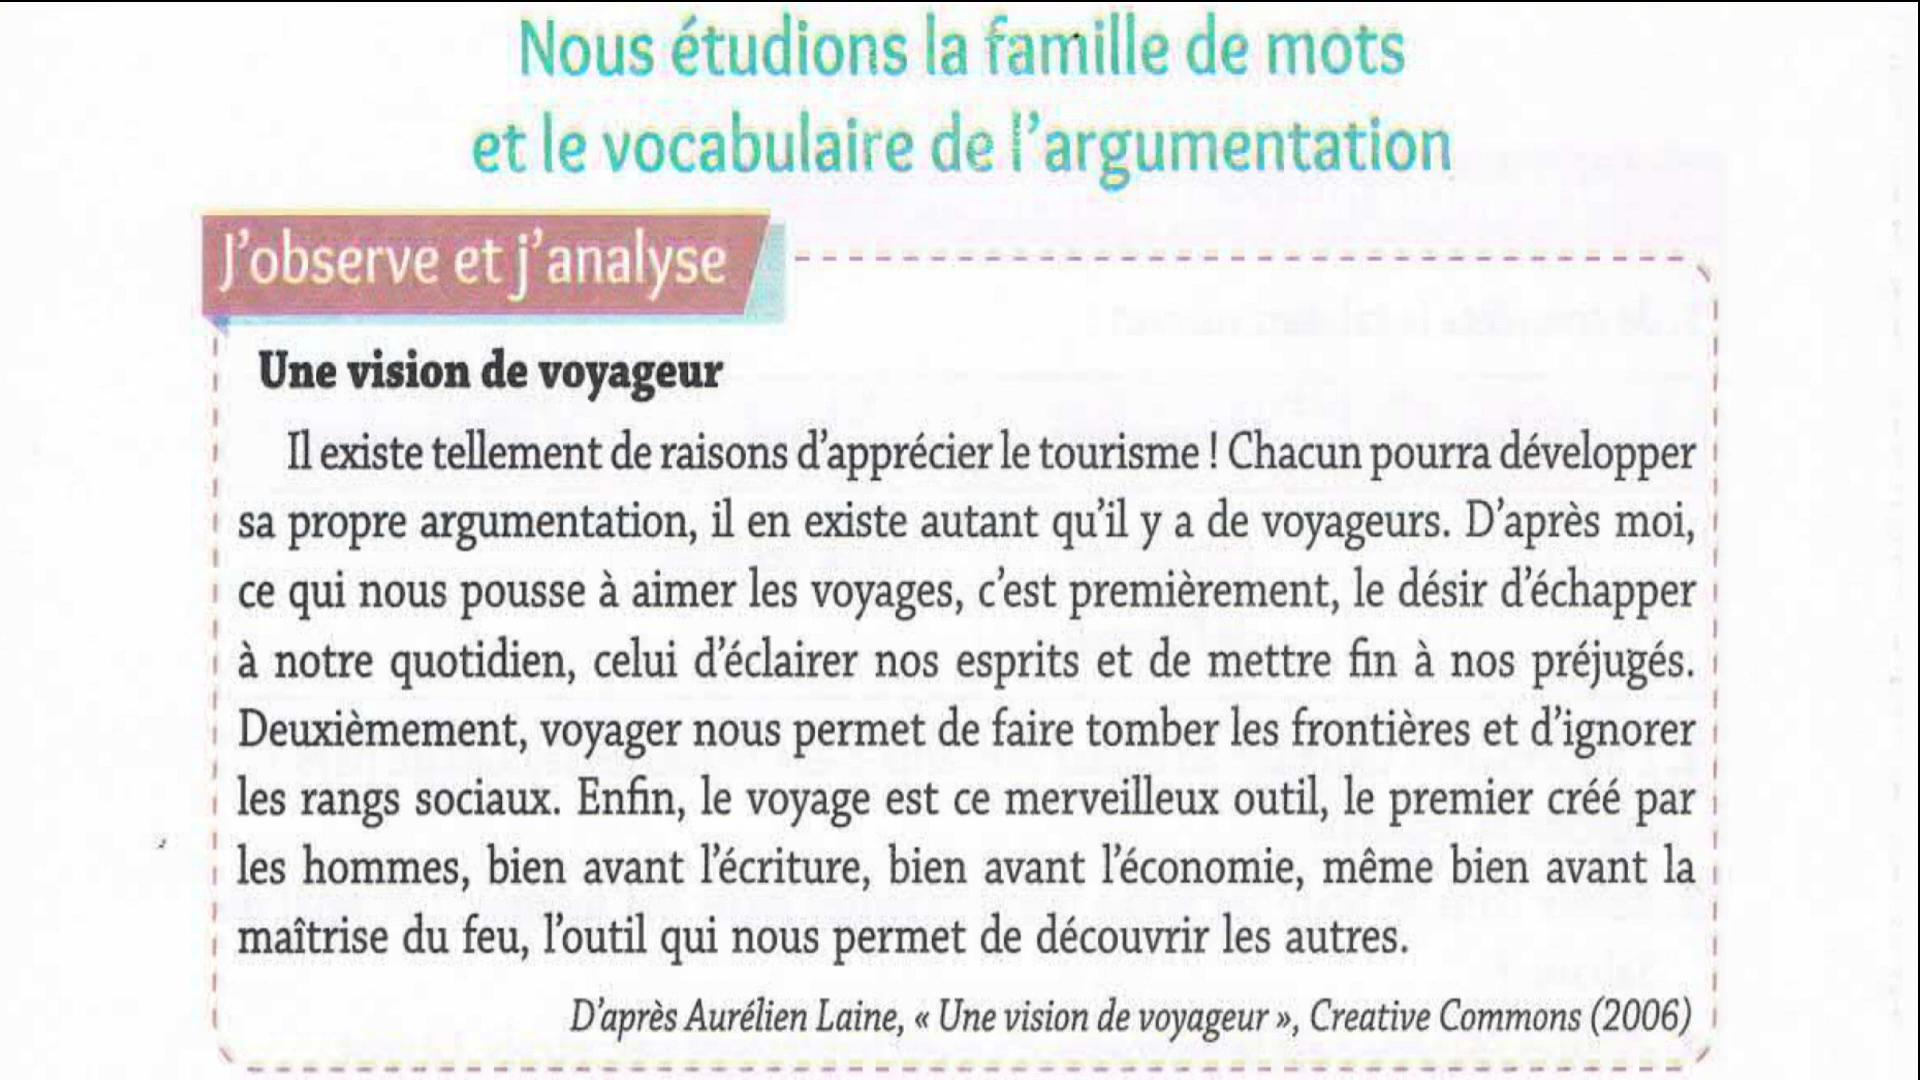 Nous étudions la famille de mots
et le vocabulaire de l'argumentation
J'observe et j'analyse
Une vision de voyageur
Il existe tellement de raisons d'apprécier le tourisme ! Chacun pourra développer
sa propre argumentation, il en existe autant qu'il y a de voyageurs. D'après moi,
ce qui nous pousse à aimer les voyages, c'est premièrement, le désir d'échapper
à notre quotidien, celui d'éclairer nos esprits et de mettre fin à nos préjugés.
Deuxièmement, voyager nous permet de faire tomber les frontières et d'ignorer
les rangs sociaux. Enfin, le voyage est ce merveilleux outil, le premier créé par
les hommes, bien avant l'écriture, bien avant l'économie, même bien avant la
maîtrise du feu, l'outil qui nous permet de découvrir les autres.
D'après Aurélien Laine, « Une vision de voyageur », Creative Commons (2006)